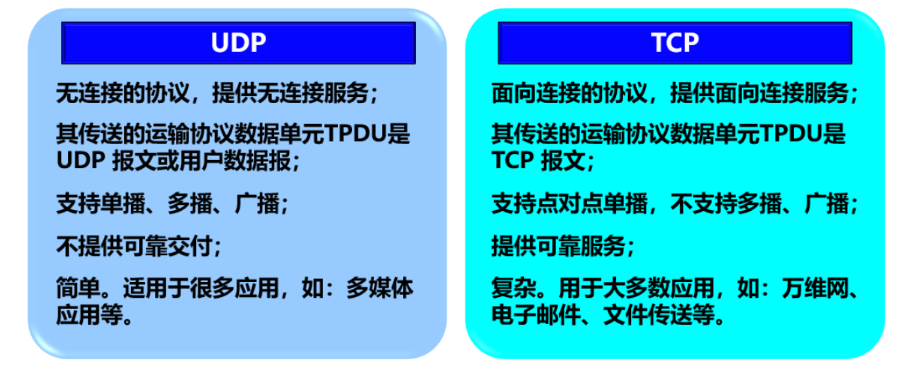 UDP
无连接的协议，提供无连接服务；
其传送的运输协议数据单元TPDU是
UDP 报文或用户数据报；
支持单播、多播、广播；
不提供可靠交付；
简单。适用于很多应用，如：多媒体
应用等。
TCP
面向连接的协议，提供面向连接服务；
其传送的运输协议数据单元TPDU是
TCP 报文；
支持点对点单播，不支持多播、广播；
提供可靠服务；
复杂。用于大多数应用，如：万维网、
电子邮件、文件传送等。